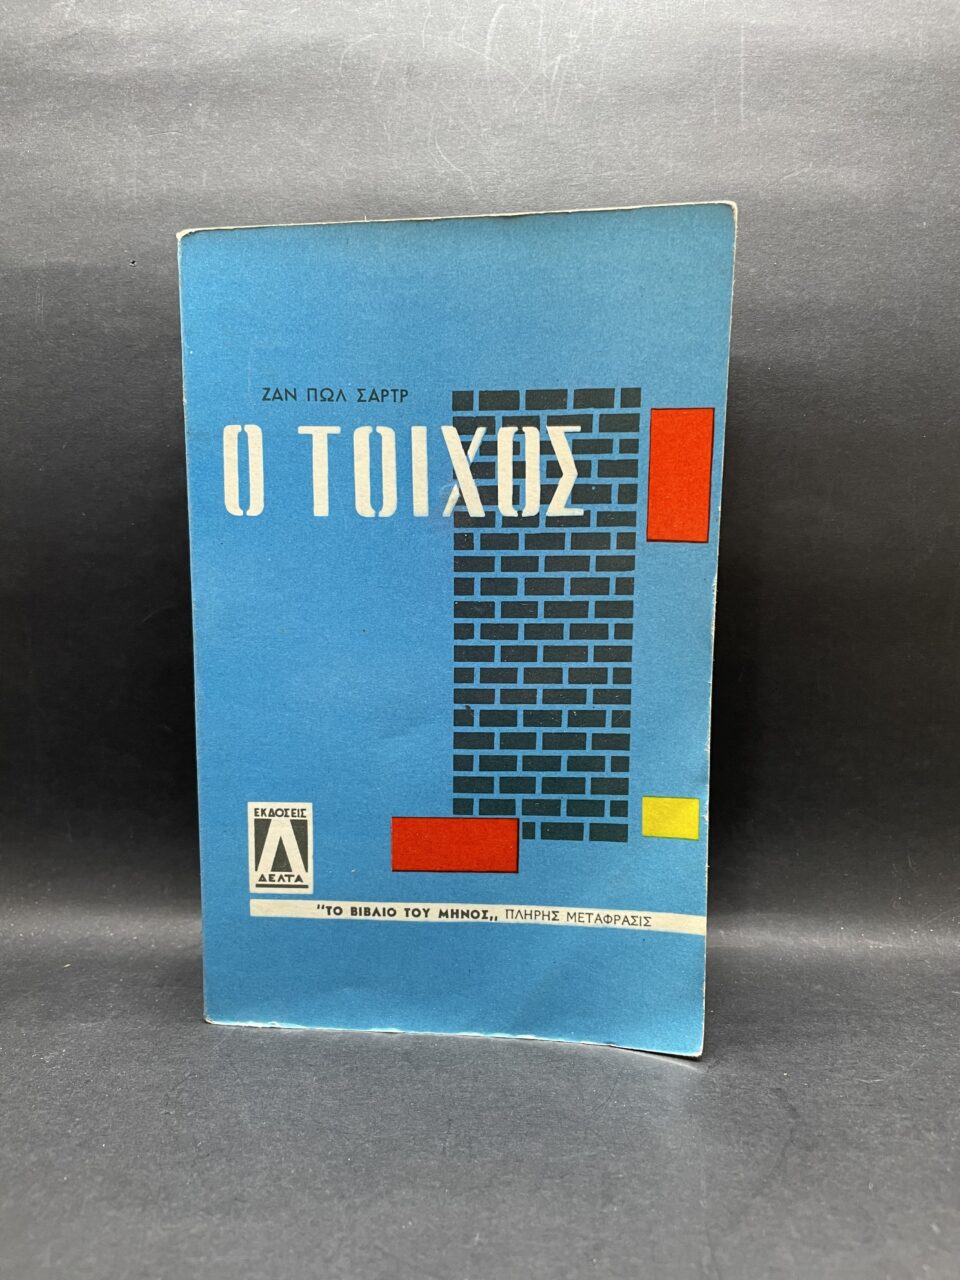 ΖΑΝ ΠΩΛ ΣΑΡΤΡ
Ο ΤΟΙΧΟΣ
ΕΚΔΟΣΕΙΣ
Δ
ΔΕΛΤΑ
"ΤΟ ΒΙΒΛΙΟ ΤΟΥ ΜΗΝΟΣ,, ΠΛΗΡΗΣ ΜΕΤΑΦΡΑΣΙΣ